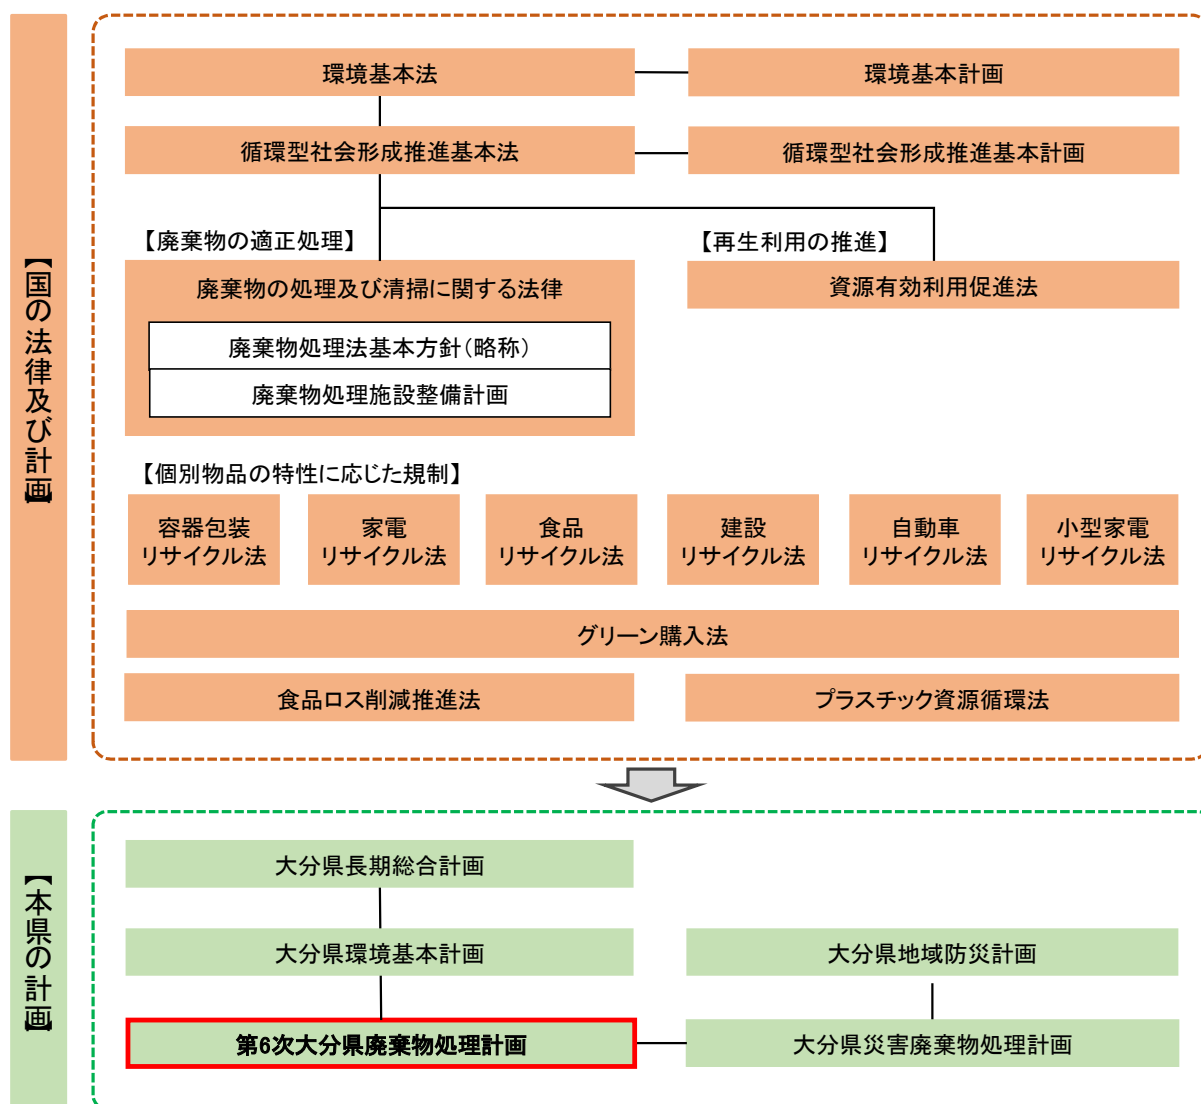 【国の法律及び計画】
環境基本法
環境基本計画
循環型社会形成推進基本法
循環型社会形成推進基本計画
【廃棄物の適正処理】
【再生利用の推進】
廃棄物の処理及び清掃に関する法律
資源有効利用促進法
廃棄物処理法基本方針（略称）
廃棄物処理施設整備計画
【個別物品の特性に応じた規制】
容器包装
リサイクル法
家電
リサイクル法
食品
リサイクル法
建設
リサイクル法
自動車
リサイクル法
小型家電
リサイクル法
グリーン購入法
食品ロス削減推進法
プラスチック資源循環法
【本県の計画】
大分県長期総合計画
大分県環境基本計画
大分県地域防災計画
第6次大分県廃棄物処理計画
大分県災害廃棄物処理計画